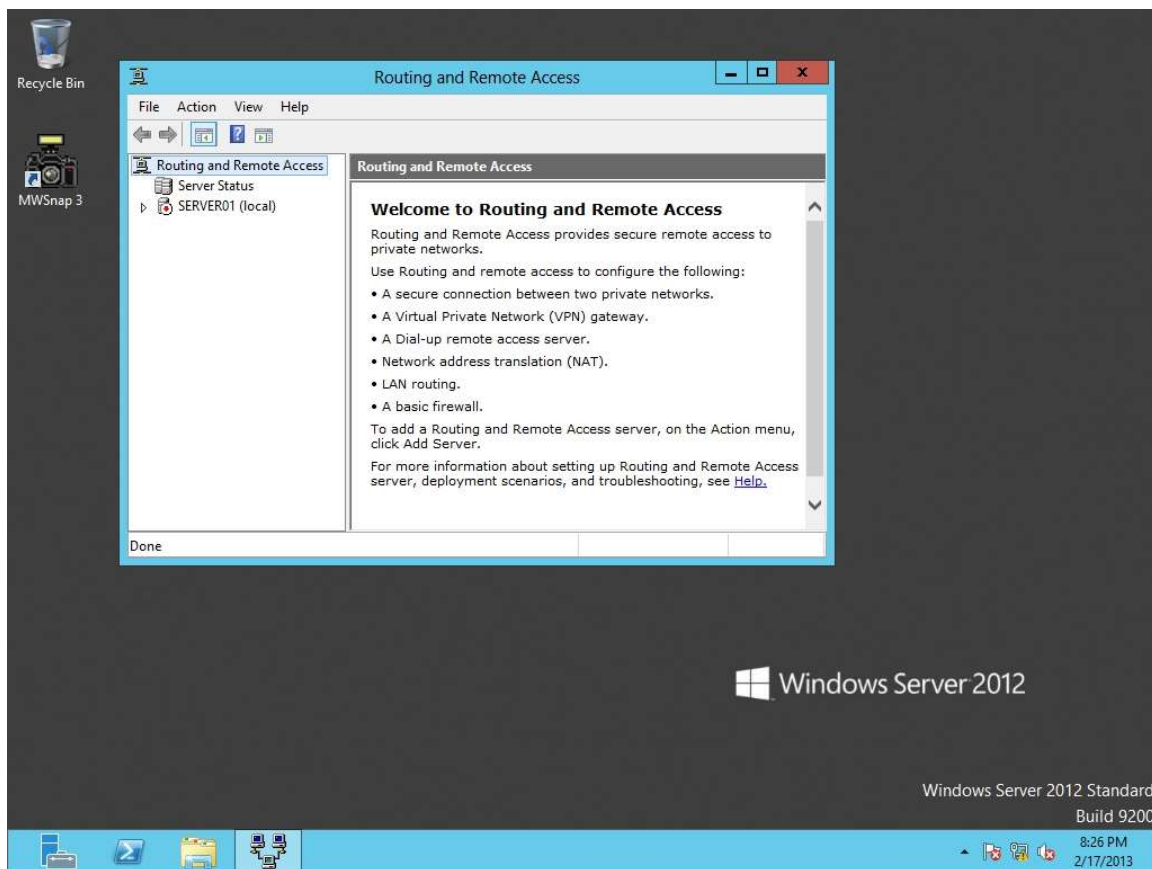 Recycle Bin
MWSnap 3
Routing and Remote Access
File Action View Help
Routing and Remote Access
Server Status
SERVER01 (local)
Routing and Remote Access
Welcome to Routing and Remote Access
Routing and Remote Access provides secure remote access to
private networks.
Use Routing and remote access to configure the following:
• A secure connection between two private networks.
• A Virtual Private Network (VPN) gateway.
• A Dial-up remote access server.
• Network address translation (NAT).
• LAN routing.
• A basic firewall.
To add a Routing and Remote Access server, on the Action menu,
click Add Server.
For more information about setting up Routing and Remote Access
server, deployment scenarios, and troubleshooting, see Help.
Done
Windows Server 2012
Windows Server 2012 Standard
Build 9200
8:26 PM
2/17/2013